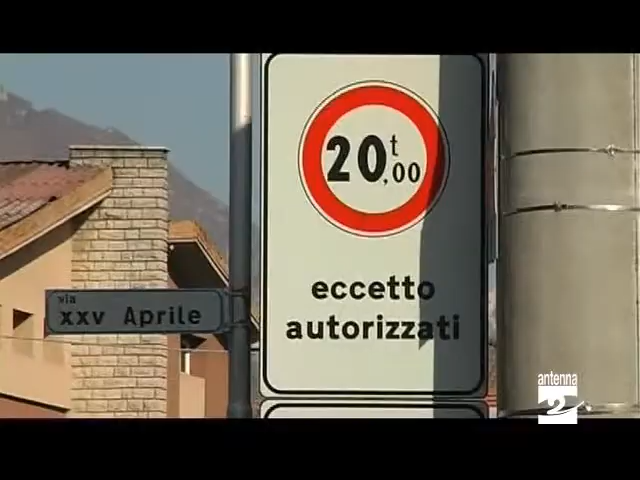 20,00 t
eccetto
autorizzati
via
xxv Aprile
antenna
2